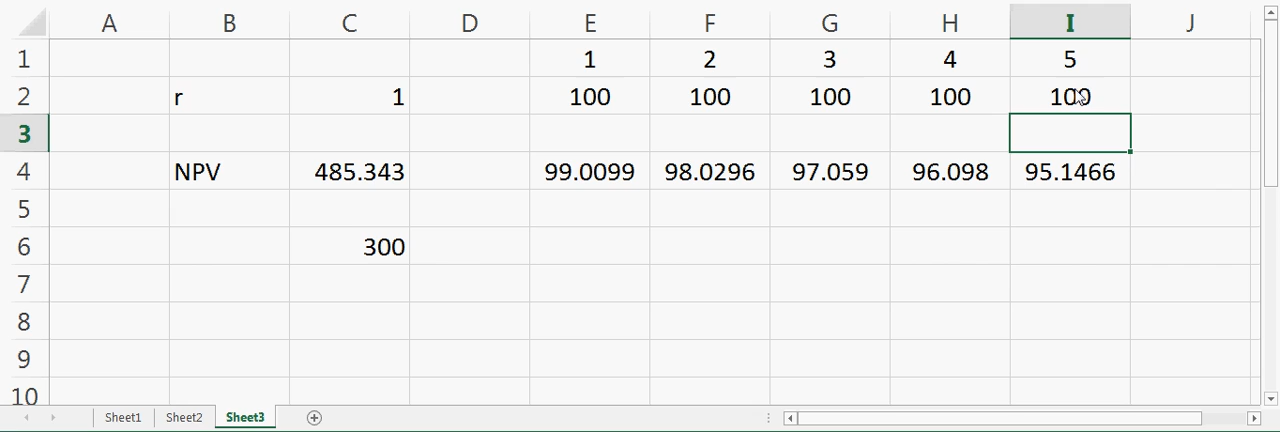 A B C D E F G H I J
1 1 2 3 4 5
2 r 1 100 100 100 100 100
3
4 NPV 485.343 99.0099 98.0296 97.059 96.098 95.1466
5
6 300
7
8
9
10
Sheet1 Sheet2 Sheet3